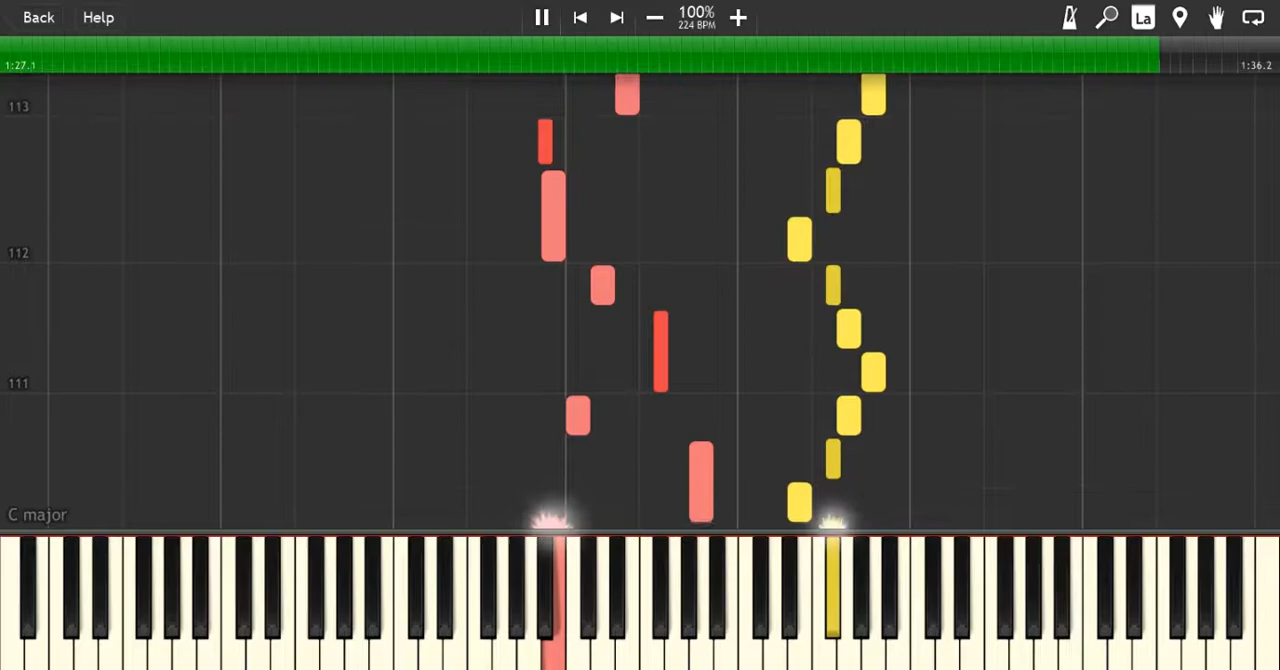 Back Help 100% La
224 BPM
1:27.1 1:36.2
113
112
111
C major